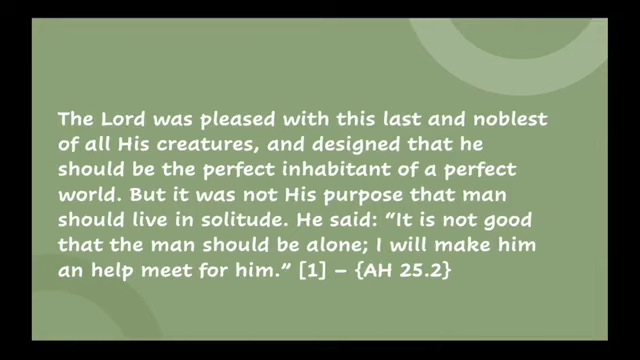 The Lord was pleased with this last and noblest
of all His creatures, and designed that he
should be the perfect inhabitant of a perfect
world. But it was not His purpose that man
should live in solitude. He said: “It is not good
that the man should be alone; I will make him
an help meet for him.” [1] – {AH 25.2}